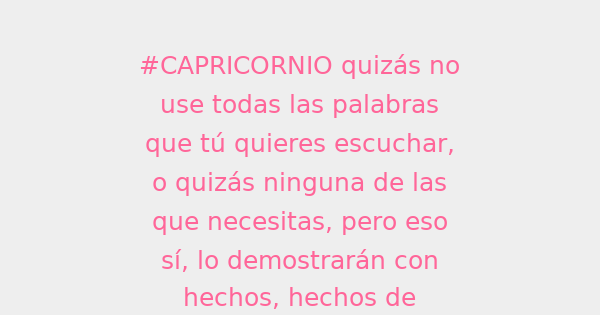 #CAPRICORNIO quizás no
use todas las palabras
que tú quieres escuchar,
o quizás ninguna de las
que necesitas, pero eso
sí, lo demostrarán con
hechos, hechos de